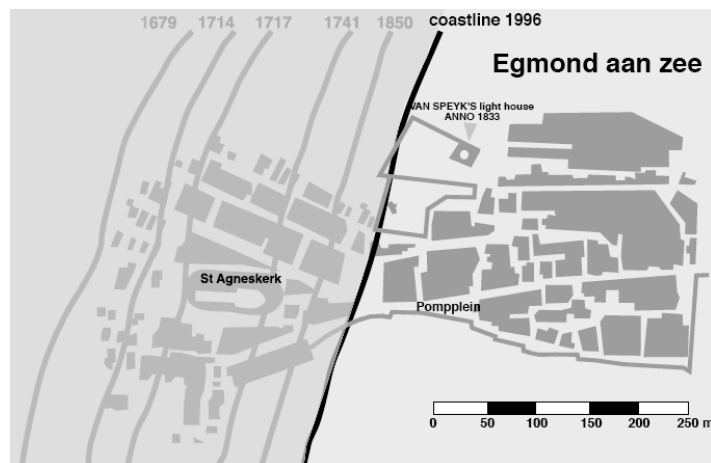 1679 1714 1717 1741 1850 coastline 1996
Egmond aan zee
VAN SPEYK'S light house
ANNO 1833
St Agneskerk
Pompplein
0 50 100 150 200 250 m